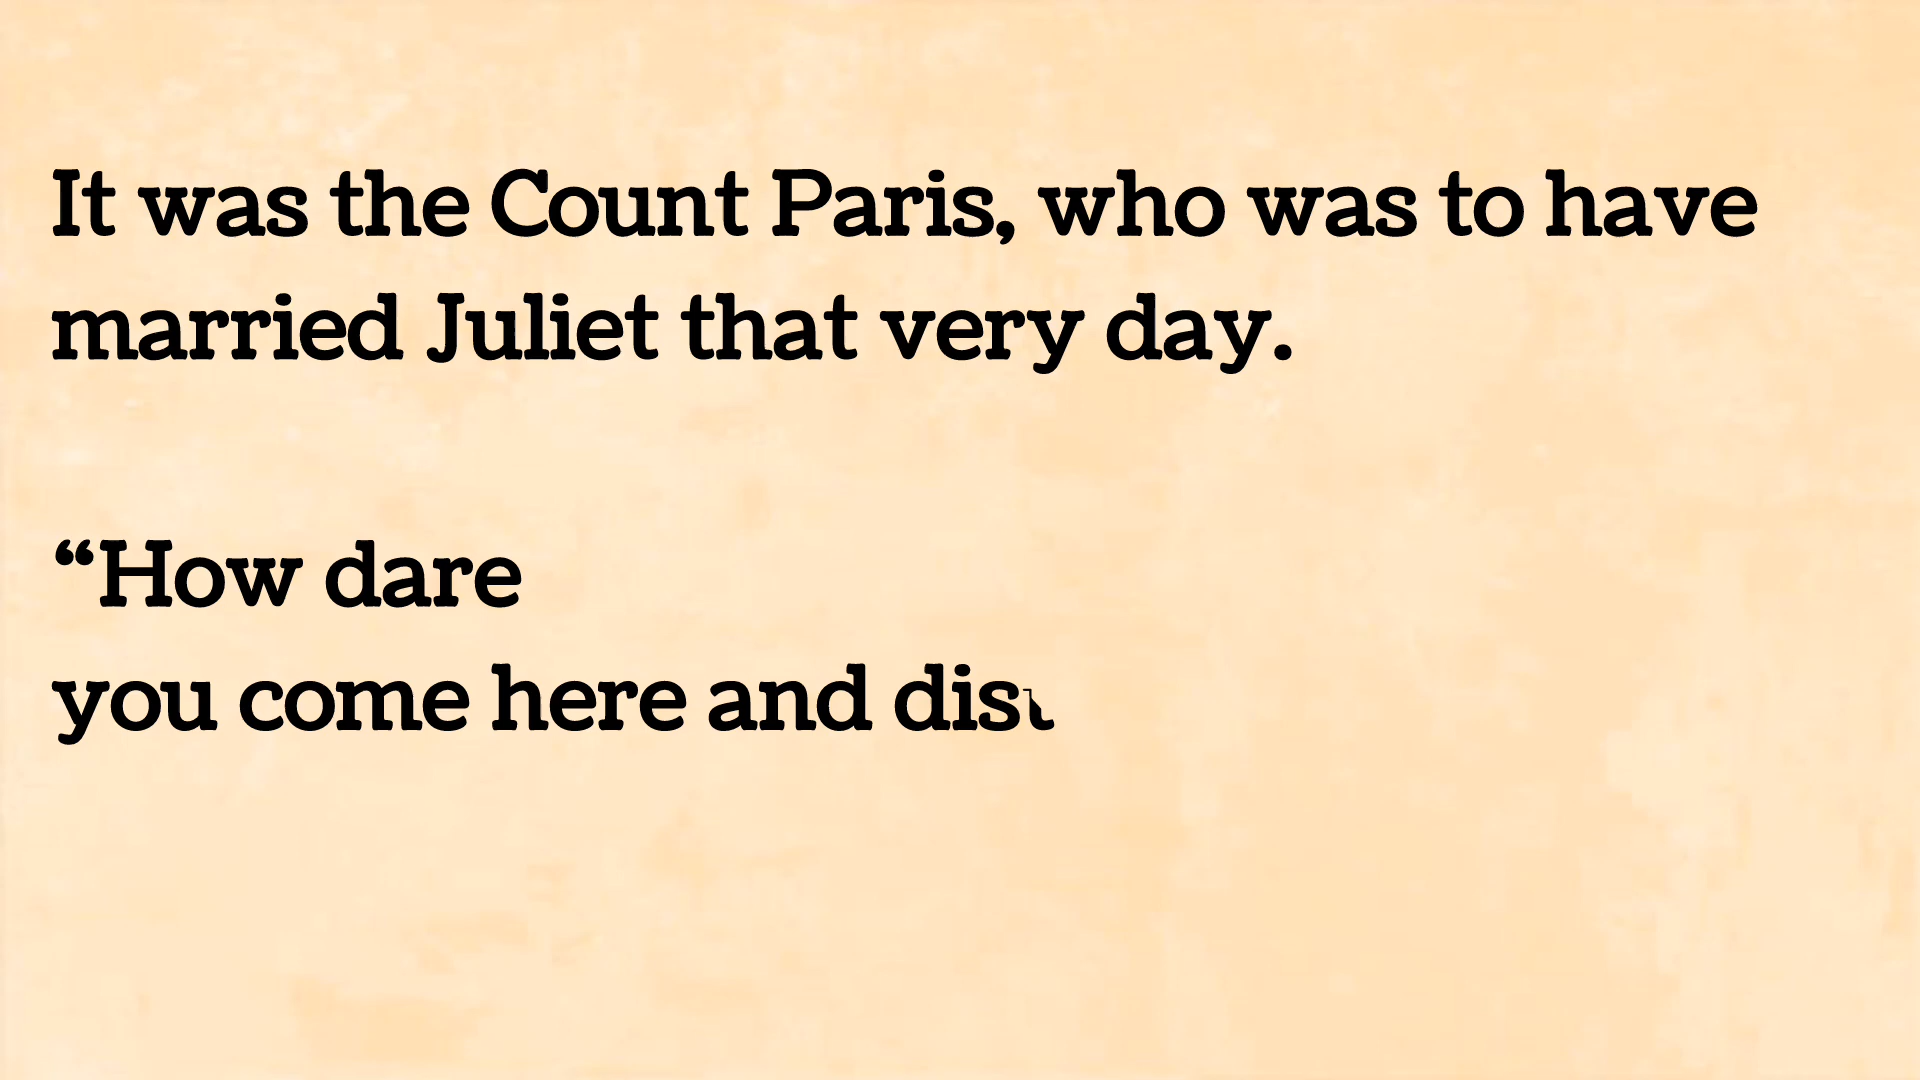 It was the Count Paris, who was to have
married Juliet that very day.
“How dare
you come here and dis